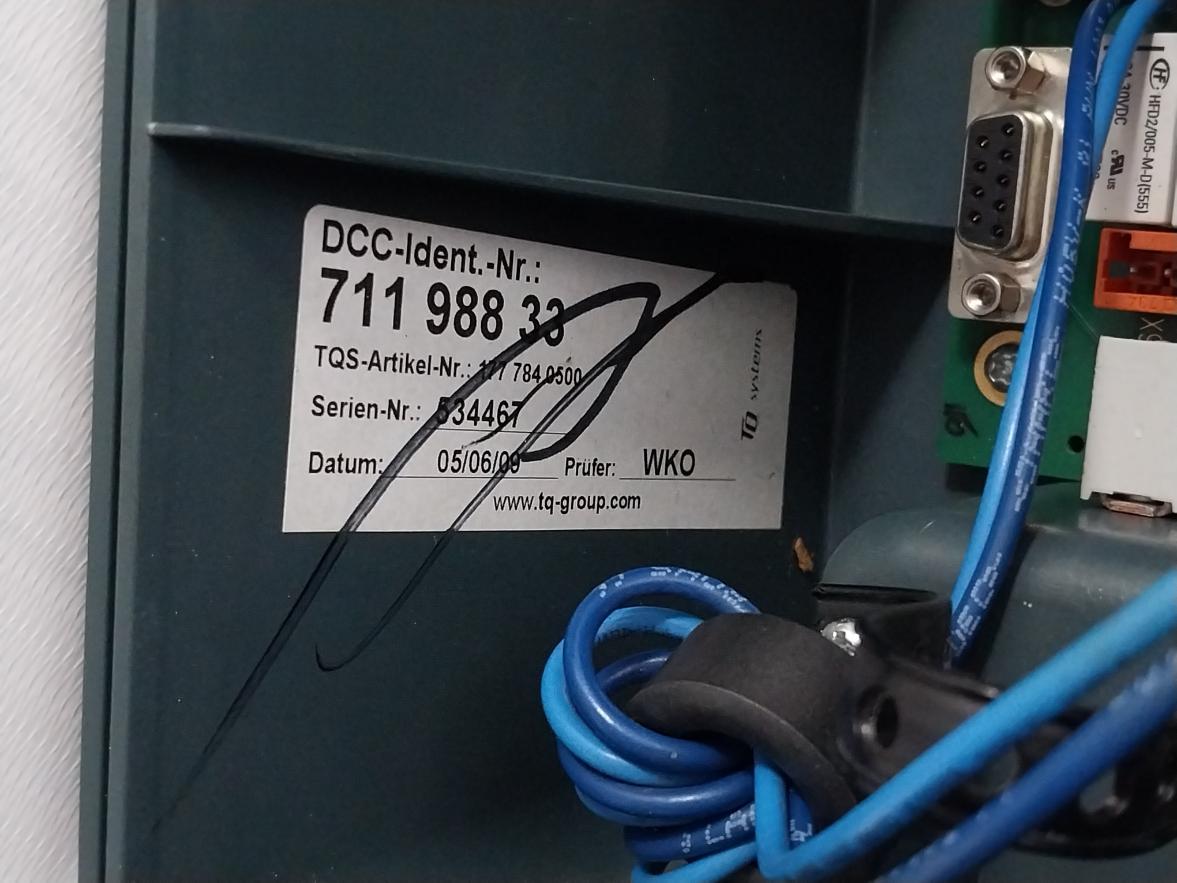 DCC-Ident.-Nr.:
711 988 33
TQS-Artikel-Nr.: 177 784 0500
Serien-Nr.: 534467
Datum: 05/06/09 Prüfer: WKO
www.tq-group.com
TQ systems
HFD2/005-M-D(555)
30VDC